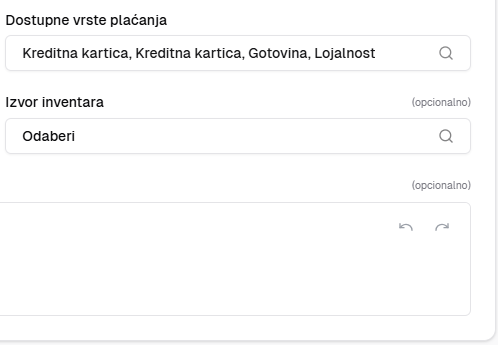 Dostupne vrste plaćanja
Kreditna kartica, Kreditna kartica, Gotovina, Lojalnost
Izvor inventara (opcionalno)
Odaberi
(opcionalno)